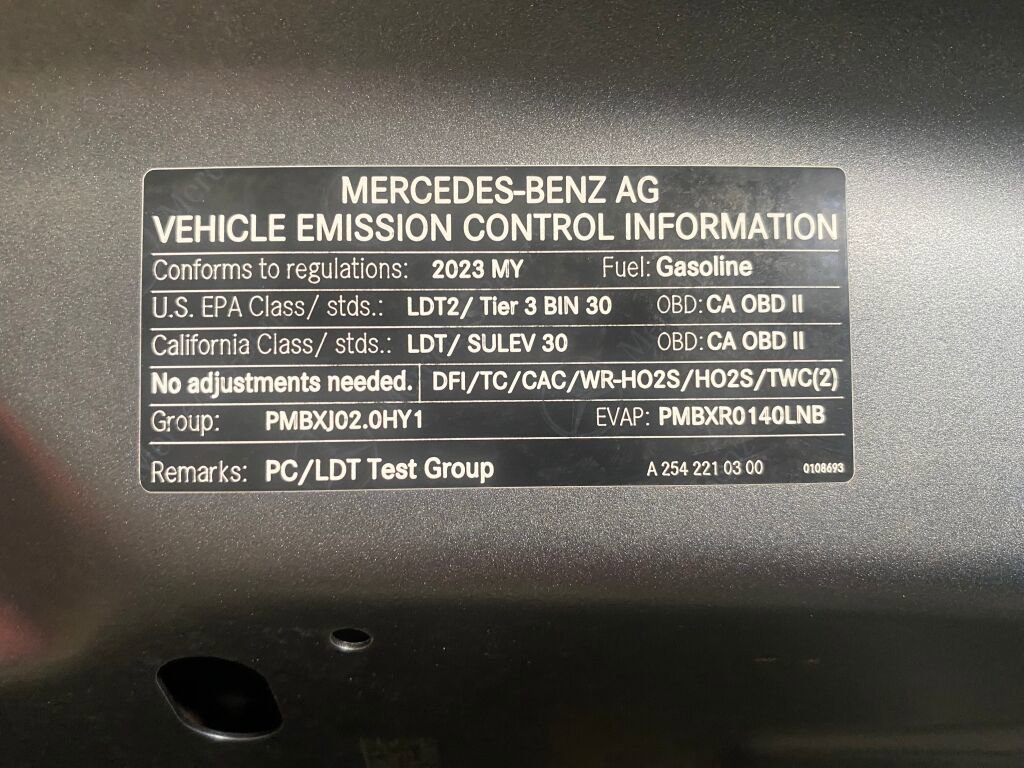 MERCEDES-BENZ AG
VEHICLE EMISSION CONTROL INFORMATION
Conforms to regulations: 2023 MY Fuel: Gasoline
U.S. EPA Class/ stds.: LDT2/ Tier 3 BIN 30 OBD: CA OBD II
California Class/ stds.: LDT/ SULEV 30 OBD: CA OBD II
No adjustments needed. DFI/TC/CAC/WR-HO2S/HO2S/TWC(2)
Group: PMBXJ02.0HY1 EVAP: PMBXR0140LNB
Remarks: PC/LDT Test Group A 254 221 03 00 0108693